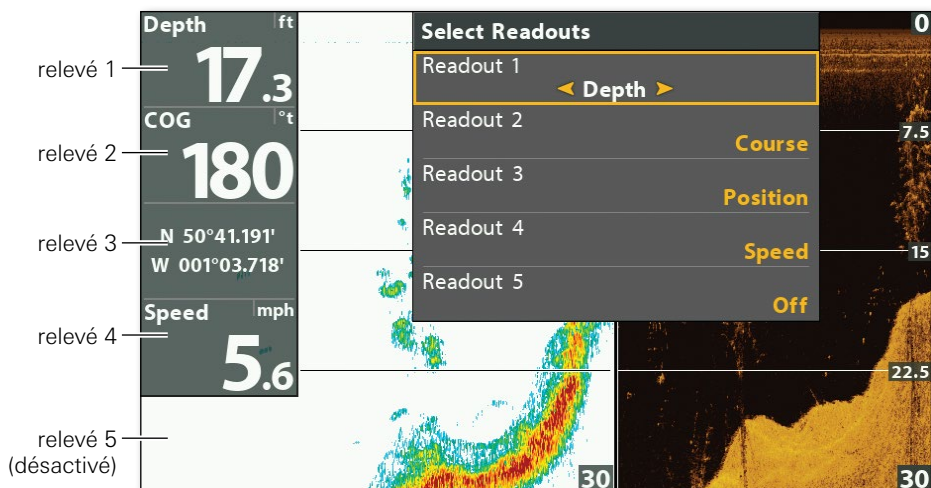 relevé 1
relevé 2
relevé 3
relevé 4
relevé 5
(désactivé)
Depth ft
17.3
COG °t
180
N 50°41.191'
W 001°03.718'
Speed mph
5.6
Select Readouts
Readout 1
Depth
Readout 2
Course
Readout 3
Position
Readout 4
Speed
Readout 5
Off
30
0
7.5
15
22.5
30